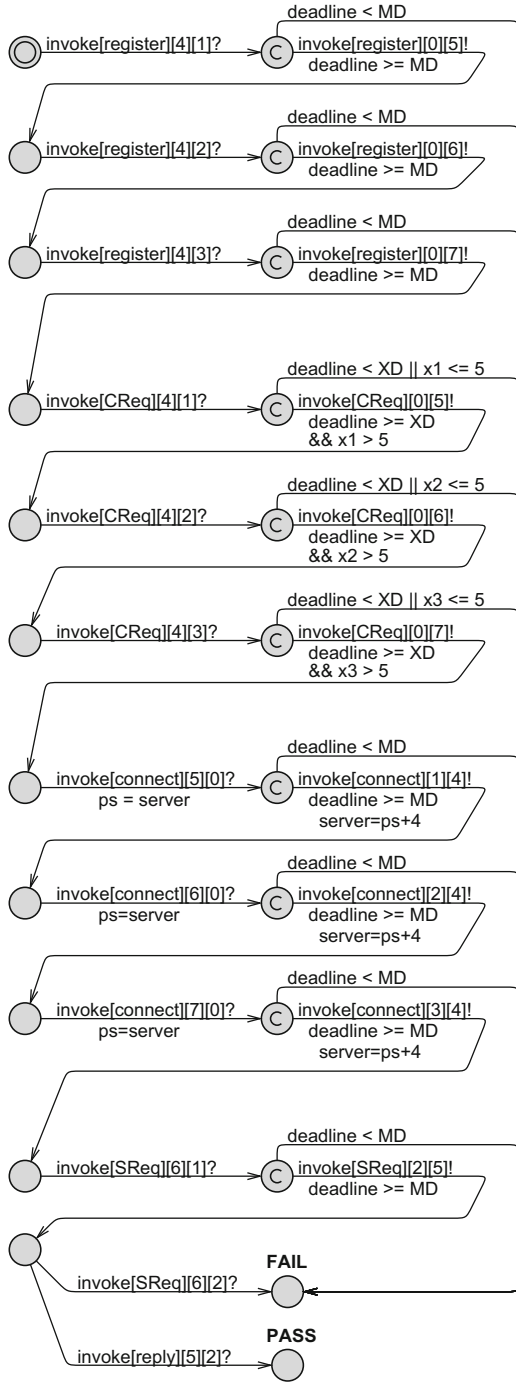 deadline < MD
invoke[register][4][1]?
invoke[register][0][5]!
deadline >= MD
deadline < MD
invoke[register][4][2]?
invoke[register][0][6]!
deadline >= MD
deadline < MD
invoke[register][4][3]?
invoke[register][0][7]!
deadline >= MD
deadline < XD || x1 <= 5
invoke[CReq][4][1]?
invoke[CReq][0][5]!
deadline >= XD
&& x1 > 5
deadline < XD || x2 <= 5
invoke[CReq][4][2]?
invoke[CReq][0][6]!
deadline >= XD
&& x2 > 5
deadline < XD || x3 <= 5
invoke[CReq][4][3]?
invoke[CReq][0][7]!
deadline >= XD
&& x3 > 5
deadline < MD
invoke[connect][5][0]?
ps = server
invoke[connect][1][4]!
deadline >= MD
server=ps+4
deadline < MD
invoke[connect][6][0]?
ps=server
invoke[connect][2][4]!
deadline >= MD
server=ps+4
deadline < MD
invoke[connect][7][0]?
ps=server
invoke[connect][3][4]!
deadline >= MD
server=ps+4
deadline < MD
invoke[SReq][6][1]?
invoke[SReq][2][5]!
deadline >= MD
FAIL
invoke[SReq][6][2]?
PASS
invoke[reply][5][2]?
C
C
C
C
C
C
C
C
C
C